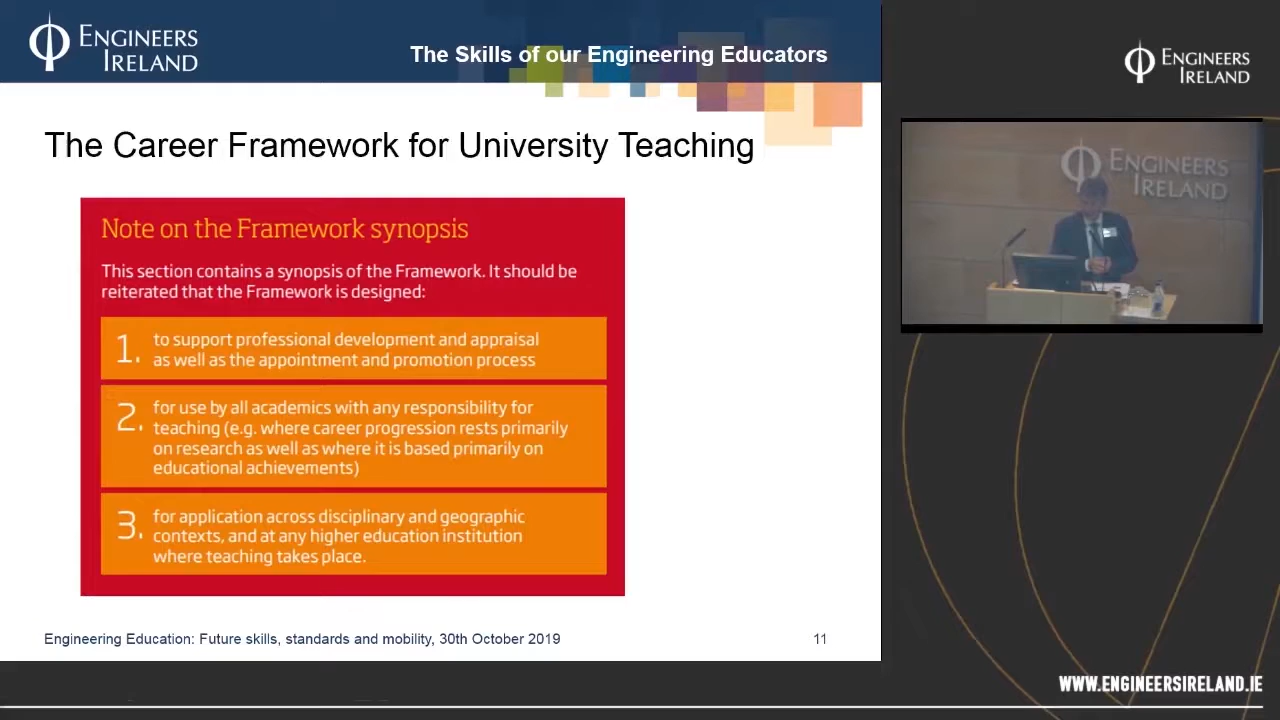 ENGINEERS
IRELAND
The Skills of our Engineering Educators
The Career Framework for University Teaching
Note on the Framework synopsis
This section contains a synopsis of the Framework. It should be
reiterated that the Framework is designed:
1. to support professional development and appraisal
as well as the appointment and promotion process
2. for use by all academics with any responsibility for
teaching (e.g. where career progression rests primarily
on research as well as where it is based primarily on
educational achievements)
3. for application across disciplinary and geographic
contexts, and at any higher education institution
where teaching takes place.
Engineering Education: Future skills, standards and mobility, 30th October 2019
11
ENGINEERS
IRELAND
ENGINEERS
IRELAND
WWW.ENGINEERSIRELAND.IE